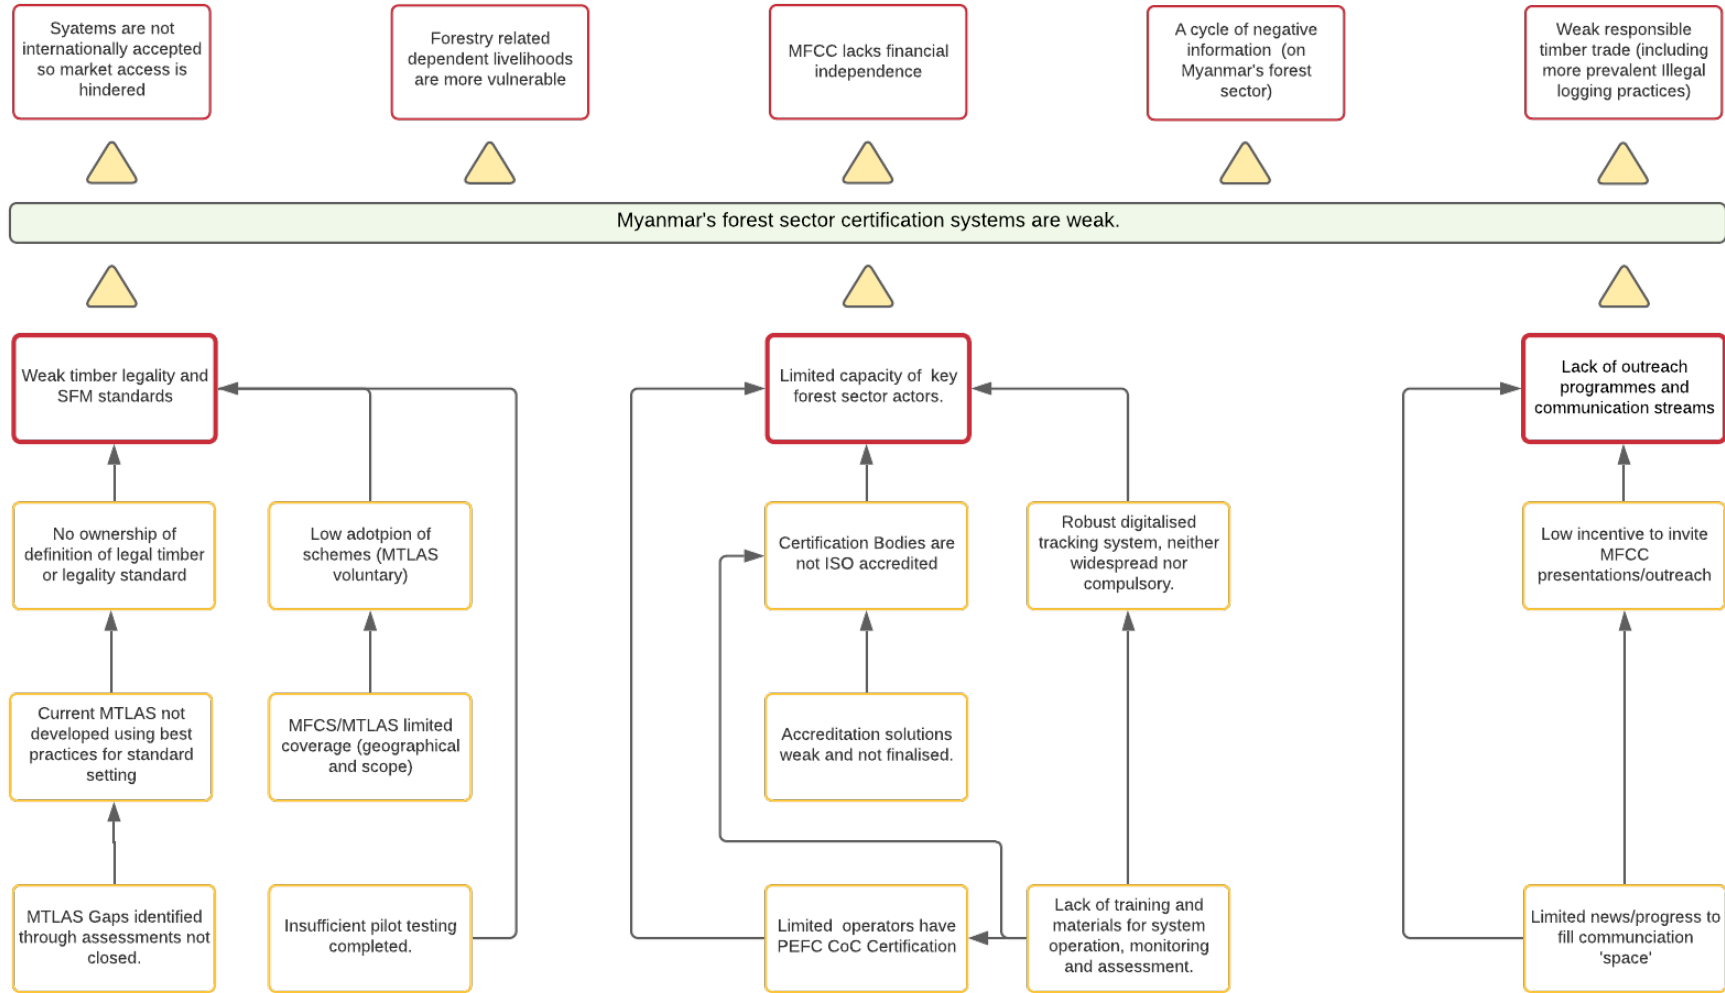 Syatems are not
internationally accepted
so market access is
hindered
Forestry related
dependent livelihoods
are more vulnerable
MFCC lacks financial
independence
A cycle of negative
information (on
Myanmar's forest
sector)
Weak responsible
timber trade (including
more prevalent Illegal
logging practices)
Myanmar's forest sector certification systems are weak.
Weak timber legality and
SFM standards
Limited capacity of key
forest sector actors.
Lack of outreach
programmes and
communication streams
No ownership of
definition of legal timber
or legality standard
Low adotpion of
schemes (MTLAS
voluntary)
Certification Bodies are
not ISO accredited
Robust digitalised
tracking system, neither
widespread nor
compulsory.
Low incentive to invite
MFCC
presentations/outreach
Current MTLAS not
developed using best
practices for standard
setting
MFCS/MTLAS limited
coverage (geographical
and scope)
Accreditation solutions
weak and not finalised.
MTLAS Gaps identified
through assessments not
closed.
Insufficient pilot testing
completed.
Limited operators have
PEFC CoC Certification
Lack of training and
materials for system
operation, monitoring
and assessment.
Limited news/progress to
fill communciation
'space'